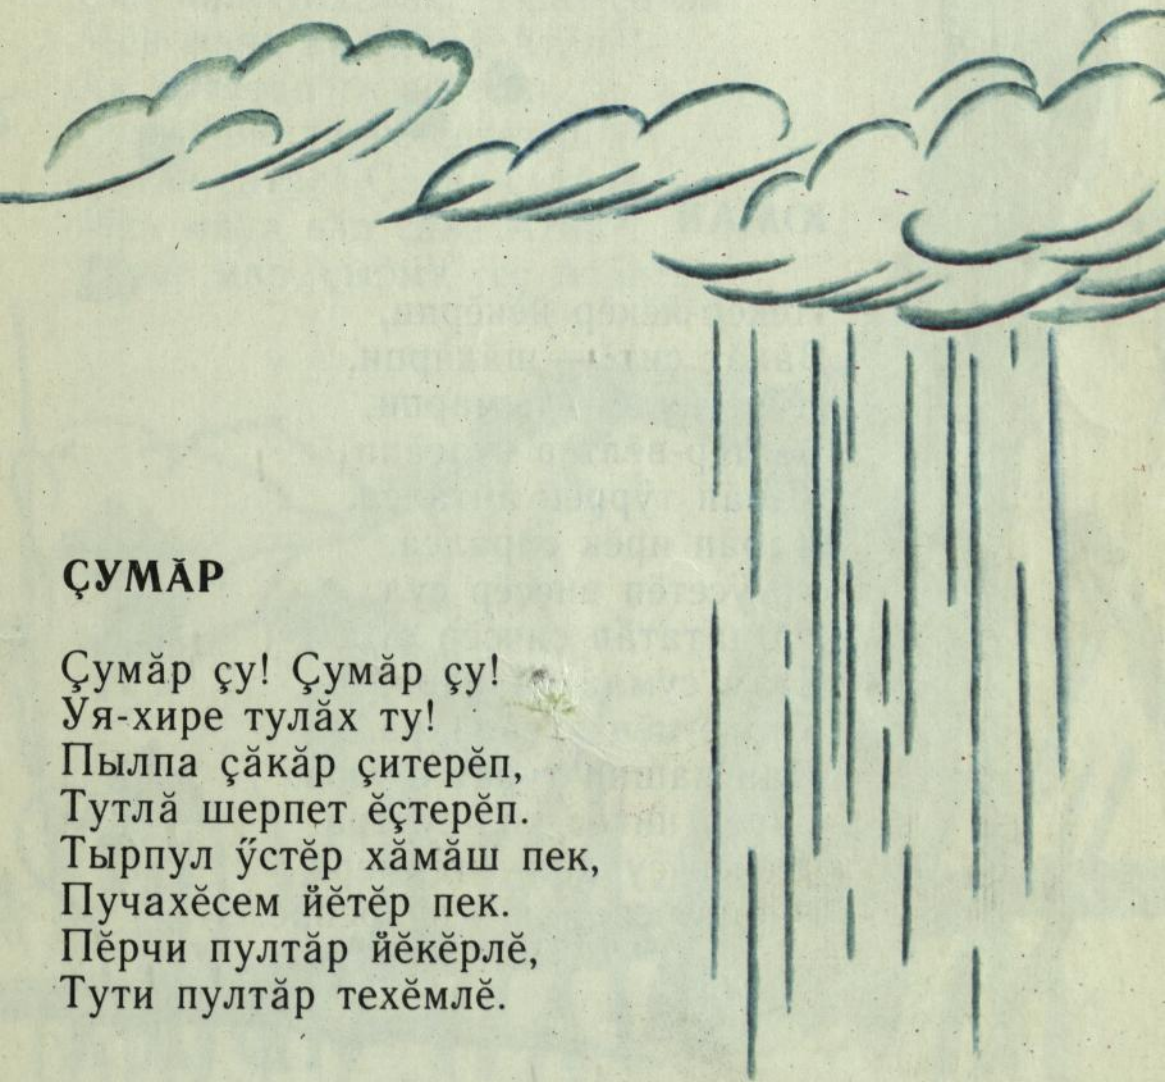 ÇУМĂР
Çумăр çу! Çумăр çу!
Уя-хире тулăх ту!
Пылпа çăкăр çитерĕп,
Тутлă шерпет ĕçтерĕп.
Тырпул ӳстĕр хăмăш пек,
Пучахĕсем йĕтĕр пек.
Пĕрчи пултăр йĕкĕрлĕ,
Тути пултăр техĕмлĕ.